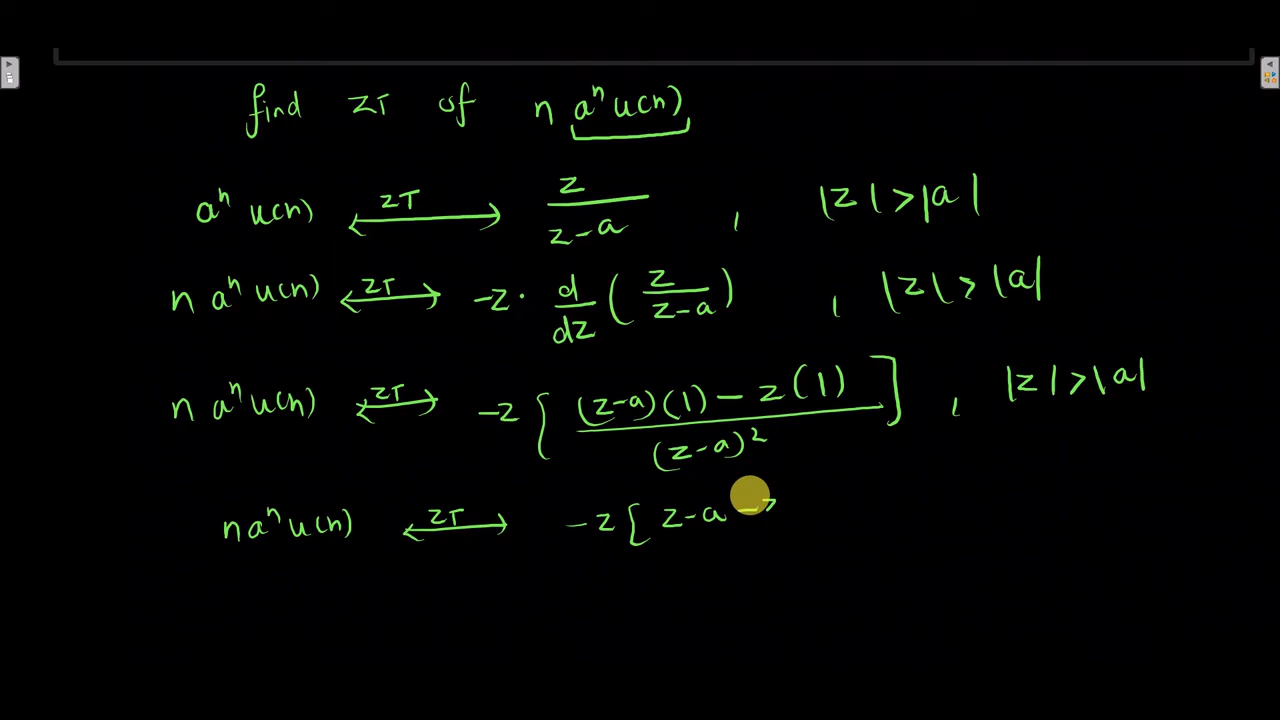 find ZT of n aⁿ u(n)
aⁿ u(n) ⟷ZT z/(z-a) , |z| > |a|
n aⁿ u(n) ⟷ZT -z · d/dz ( z/(z-a) ) , |z| > |a|
n aⁿ u(n) ⟷ZT -z [ ((z-a)(1) - z(1))/(z-a)² ] , |z| > |a|
n aⁿ u(n) ⟷ZT -z [ z-a -